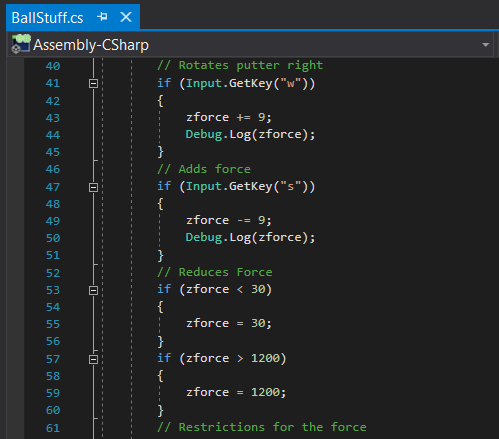 BallStuff.cs
Assembly-CSharp
40 // Rotates putter right
41 if (Input.GetKey("w"))
42 {
43 zforce += 9;
44 Debug.Log(zforce);
45 }
46 // Adds force
47 if (Input.GetKey("s"))
48 {
49 zforce -= 9;
50 Debug.Log(zforce);
51 }
52 // Reduces Force
53 if (zforce < 30)
54 {
55 zforce = 30;
56 }
57 if (zforce > 1200)
58 {
59 zforce = 1200;
60 }
61 // Restrictions for the force